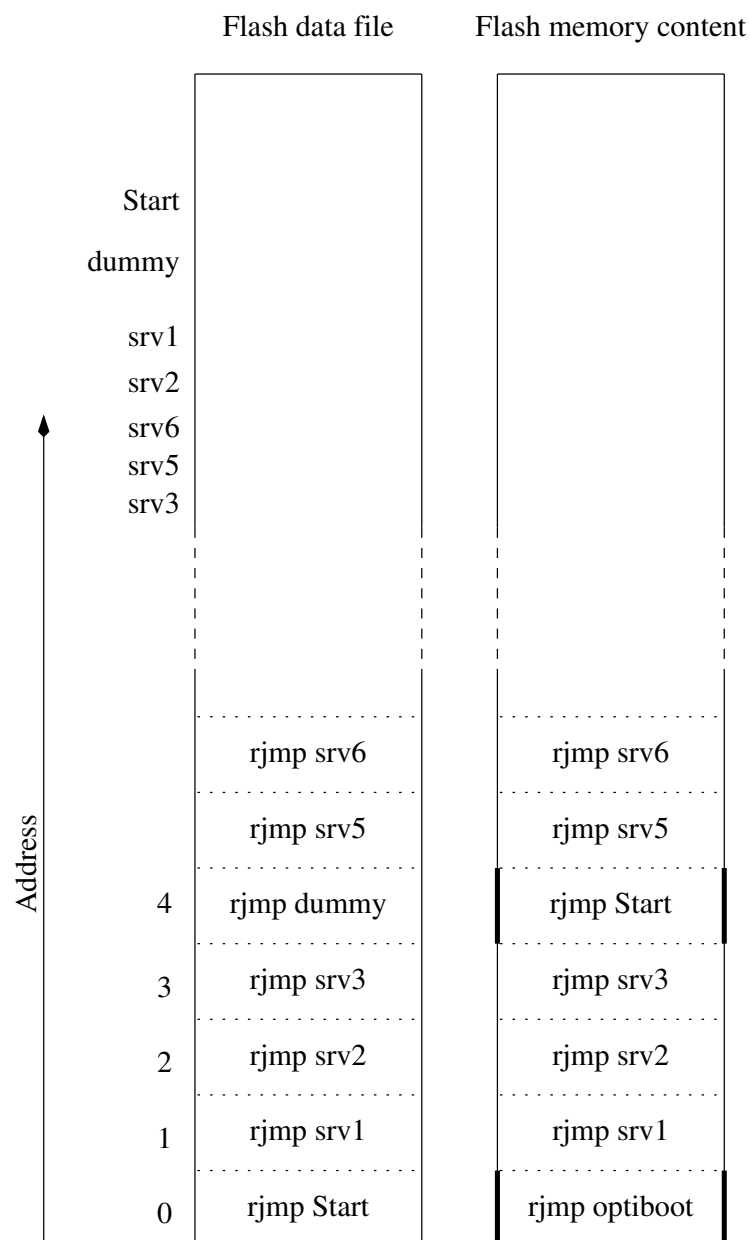 Flash data file Flash memory content
Start
dummy
srv1
srv2
srv6
srv5
srv3
rjmp srv6 rjmp srv6
rjmp srv5 rjmp srv5
Address
4 rjmp dummy rjmp Start
3 rjmp srv3 rjmp srv3
2 rjmp srv2 rjmp srv2
1 rjmp srv1 rjmp srv1
0 rjmp Start rjmp optiboot